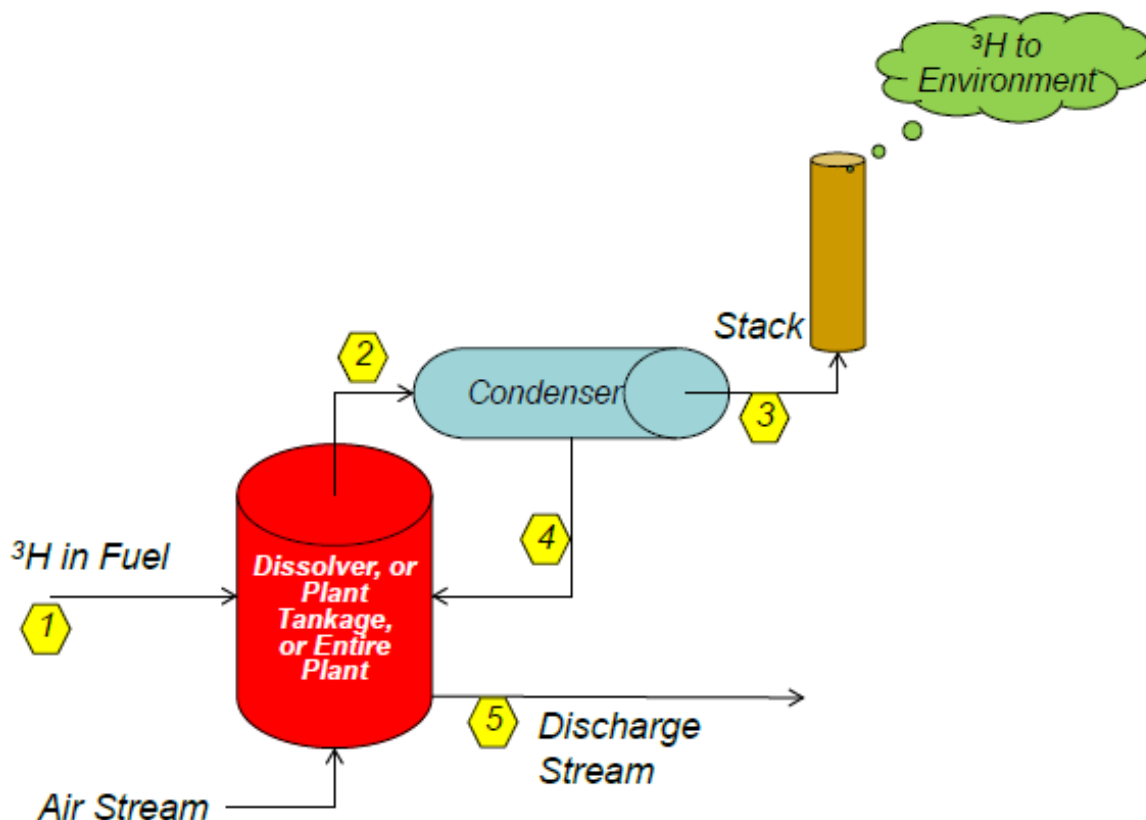 ³H to
Environment
Stack
2
Condenser
3
4
³H in Fuel
1
Dissolver, or
Plant
Tankage,
or Entire
Plant
5
Discharge
Stream
Air Stream